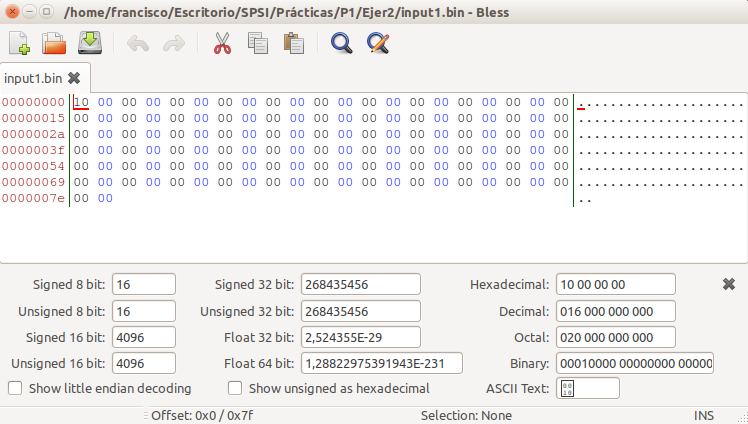 /home/francisco/Escritorio/SPSI/Prácticas/P1/Ejer2/input1.bin - Bless
input1.bin
00000000 10 00 00 00 00 00 00 00 00 00 00 00 00 00 00 00 00 00 00 00 00 .....................
00000015 00 00 00 00 00 00 00 00 00 00 00 00 00 00 00 00 00 00 00 00 00 .....................
0000002a 00 00 00 00 00 00 00 00 00 00 00 00 00 00 00 00 00 00 00 00 00 .....................
0000003f 00 00 00 00 00 00 00 00 00 00 00 00 00 00 00 00 00 00 00 00 00 .....................
00000054 00 00 00 00 00 00 00 00 00 00 00 00 00 00 00 00 00 00 00 00 00 .....................
00000069 00 00 00 00 00 00 00 00 00 00 00 00 00 00 00 00 00 00 00 00 00 .....................
0000007e 00 00 ..
Signed 8 bit: 16 Signed 32 bit: 268435456 Hexadecimal: 10 00 00 00
Unsigned 8 bit: 16 Unsigned 32 bit: 268435456 Decimal: 016 000 000 000
Signed 16 bit: 4096 Float 32 bit: 2,524355E-29 Octal: 020 000 000 000
Unsigned 16 bit: 4096 Float 64 bit: 1,28822975391943E-231 Binary: 00010000 00000000 00000
Show little endian decoding Show unsigned as hexadecimal ASCII Text: 0010
Offset: 0x0 / 0x7f Selection: None INS